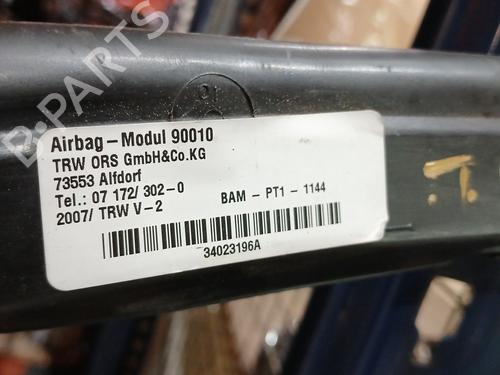 B-PARTS
21
Airbag-Modul 90010
TRW ORS GmbH&Co.KG
73553 Alfdorf
Tel.: 07 172/ 302-0
2007/ TRW V-2
BAM - PT1 - 1144
34023196A
.T.